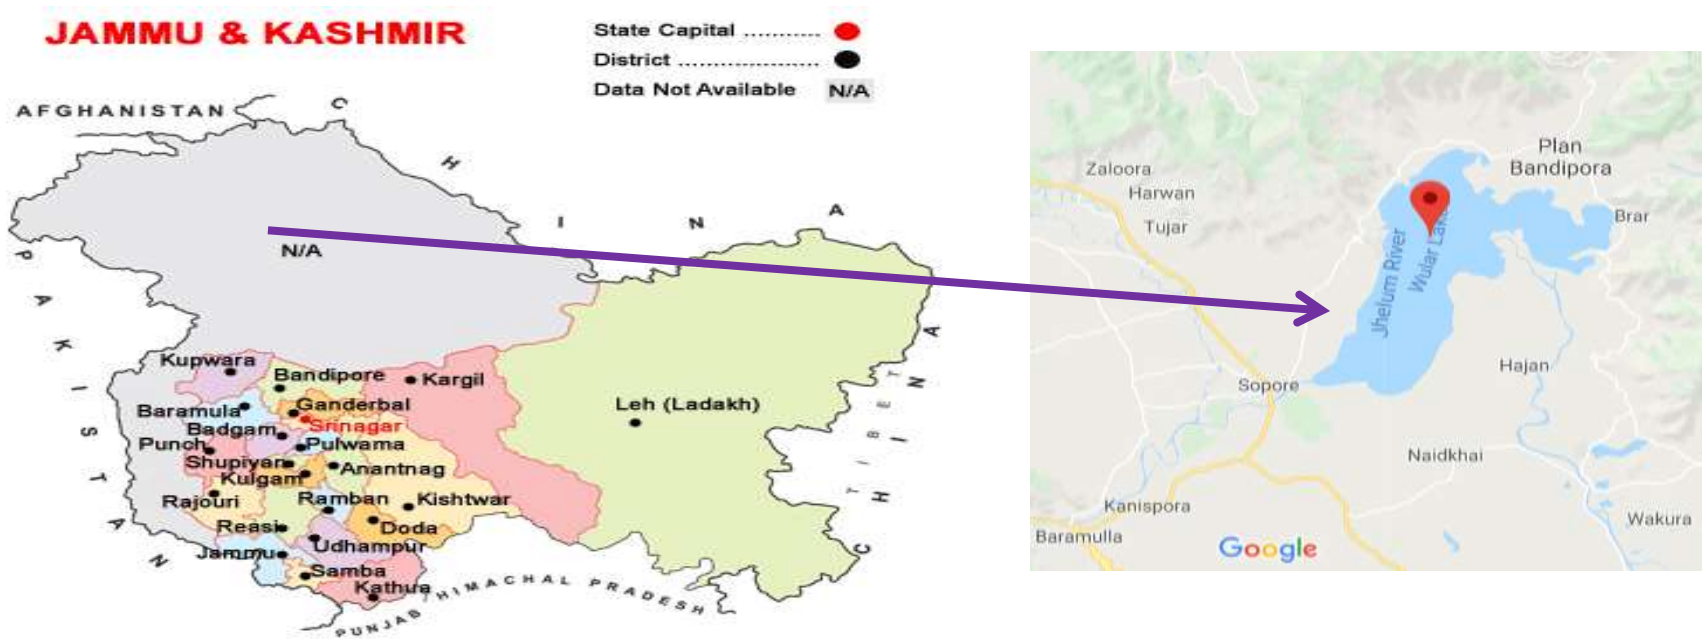 JAMMU & KASHMIR
State Capital ...........
District .....................
Data Not Available N/A
AFGHANISTAN
CHINA
PAKISTAN
N/A
Kupwara
Bandipore
Kargil
Baramula
Ganderbal
Srinagar
Badgam
Punch
Pulwama
Shupiyan
Anantnag
Kulgam
Rajouri
Ramban
Kishtwar
Reasi
Doda
Jammu
Udhampur
Samba
Kathua
Leh (Ladakh)
TIBET
CHINA
PUNJAB
HIMACHAL PRADESH
Zaloora
Harwan
Tujar
Plan
Bandipora
Brar
Jhelum River
Wular Lake
Sopore
Hajan
Naidkhai
Kanispora
Baramulla
Wakura
Google